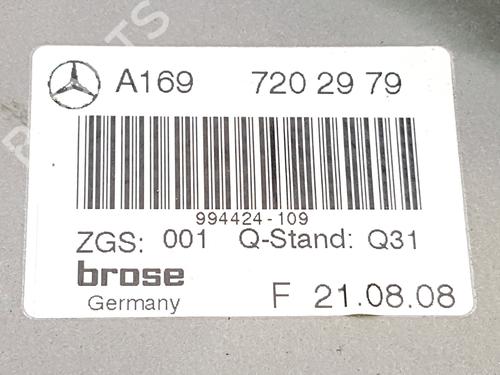 A169 720 29 79
994424-109
ZGS: 001 Q-Stand: Q31
brose
Germany F 21.08.08